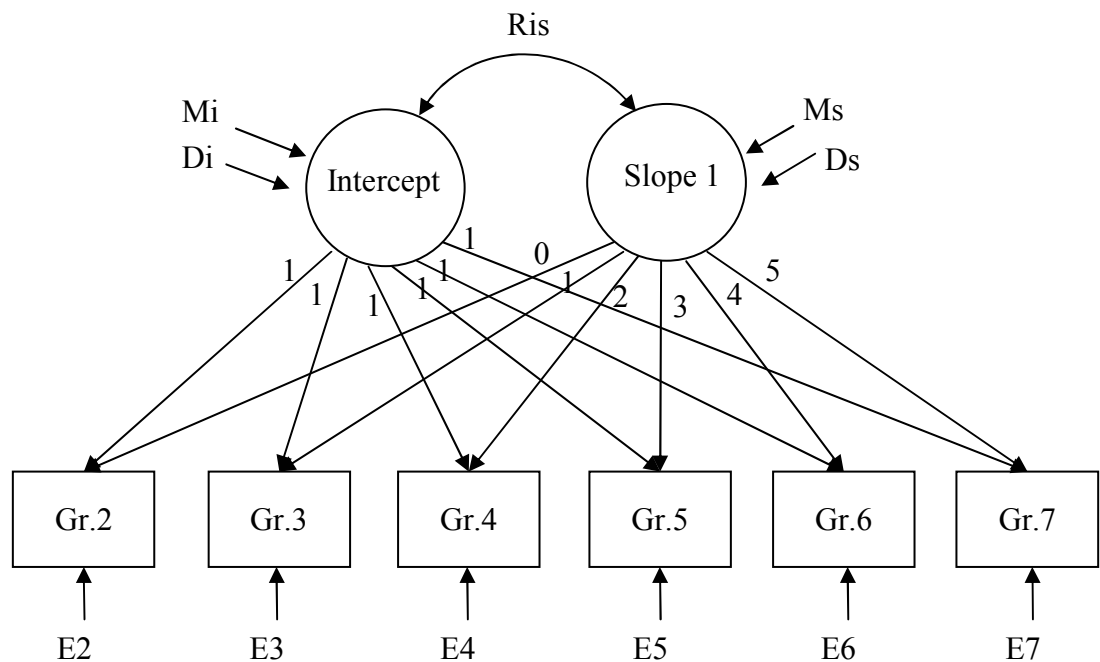 Ris
Mi
Ms
Di
Ds
Intercept
Slope 1
1
1
1
1
1
1
0
1
2
3
4
5
Gr.2
Gr.3
Gr.4
Gr.5
Gr.6
Gr.7
E2
E3
E4
E5
E6
E7